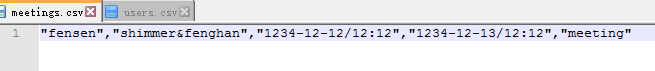 meetings.csv users.csv
1 "fensen","shimmer&fenghan","1234-12-12/12:12","1234-12-13/12:12","meeting"